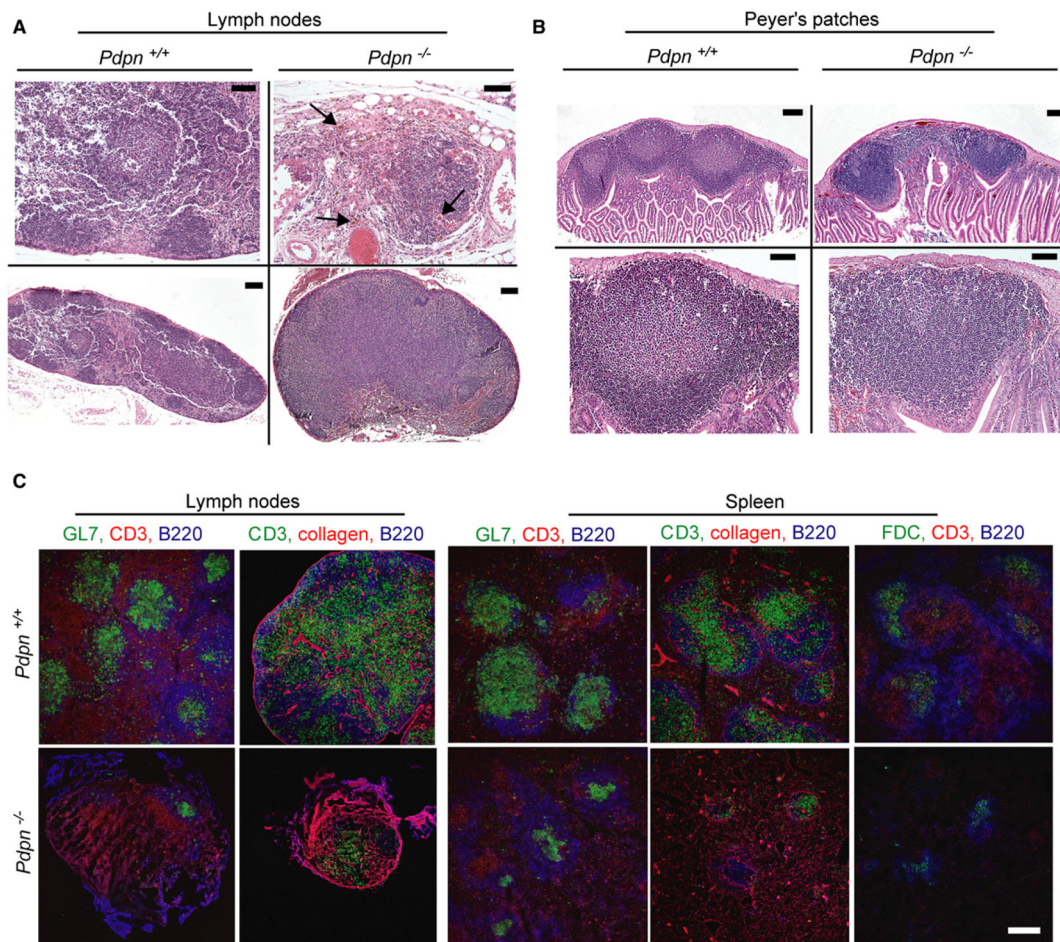 A
Lymph nodes
Pdpn +/+
Pdpn -/-
B
Peyer's patches
Pdpn +/+
Pdpn -/-
C
Lymph nodes
Spleen
GL7, CD3, B220
CD3, collagen, B220
GL7, CD3, B220
CD3, collagen, B220
FDC, CD3, B220
Pdpn +/+
Pdpn -/-